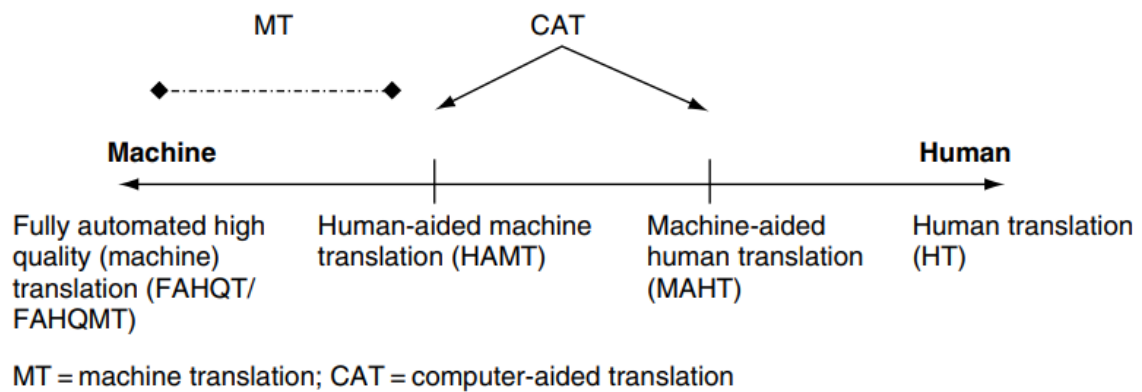 MT CAT
Machine Human
Fully automated high
quality (machine)
translation (FAHQT/
FAHQMT)
Human-aided machine
translation (HAMT)
Machine-aided
human translation
(MAHT)
Human translation
(HT)
MT = machine translation; CAT = computer-aided translation